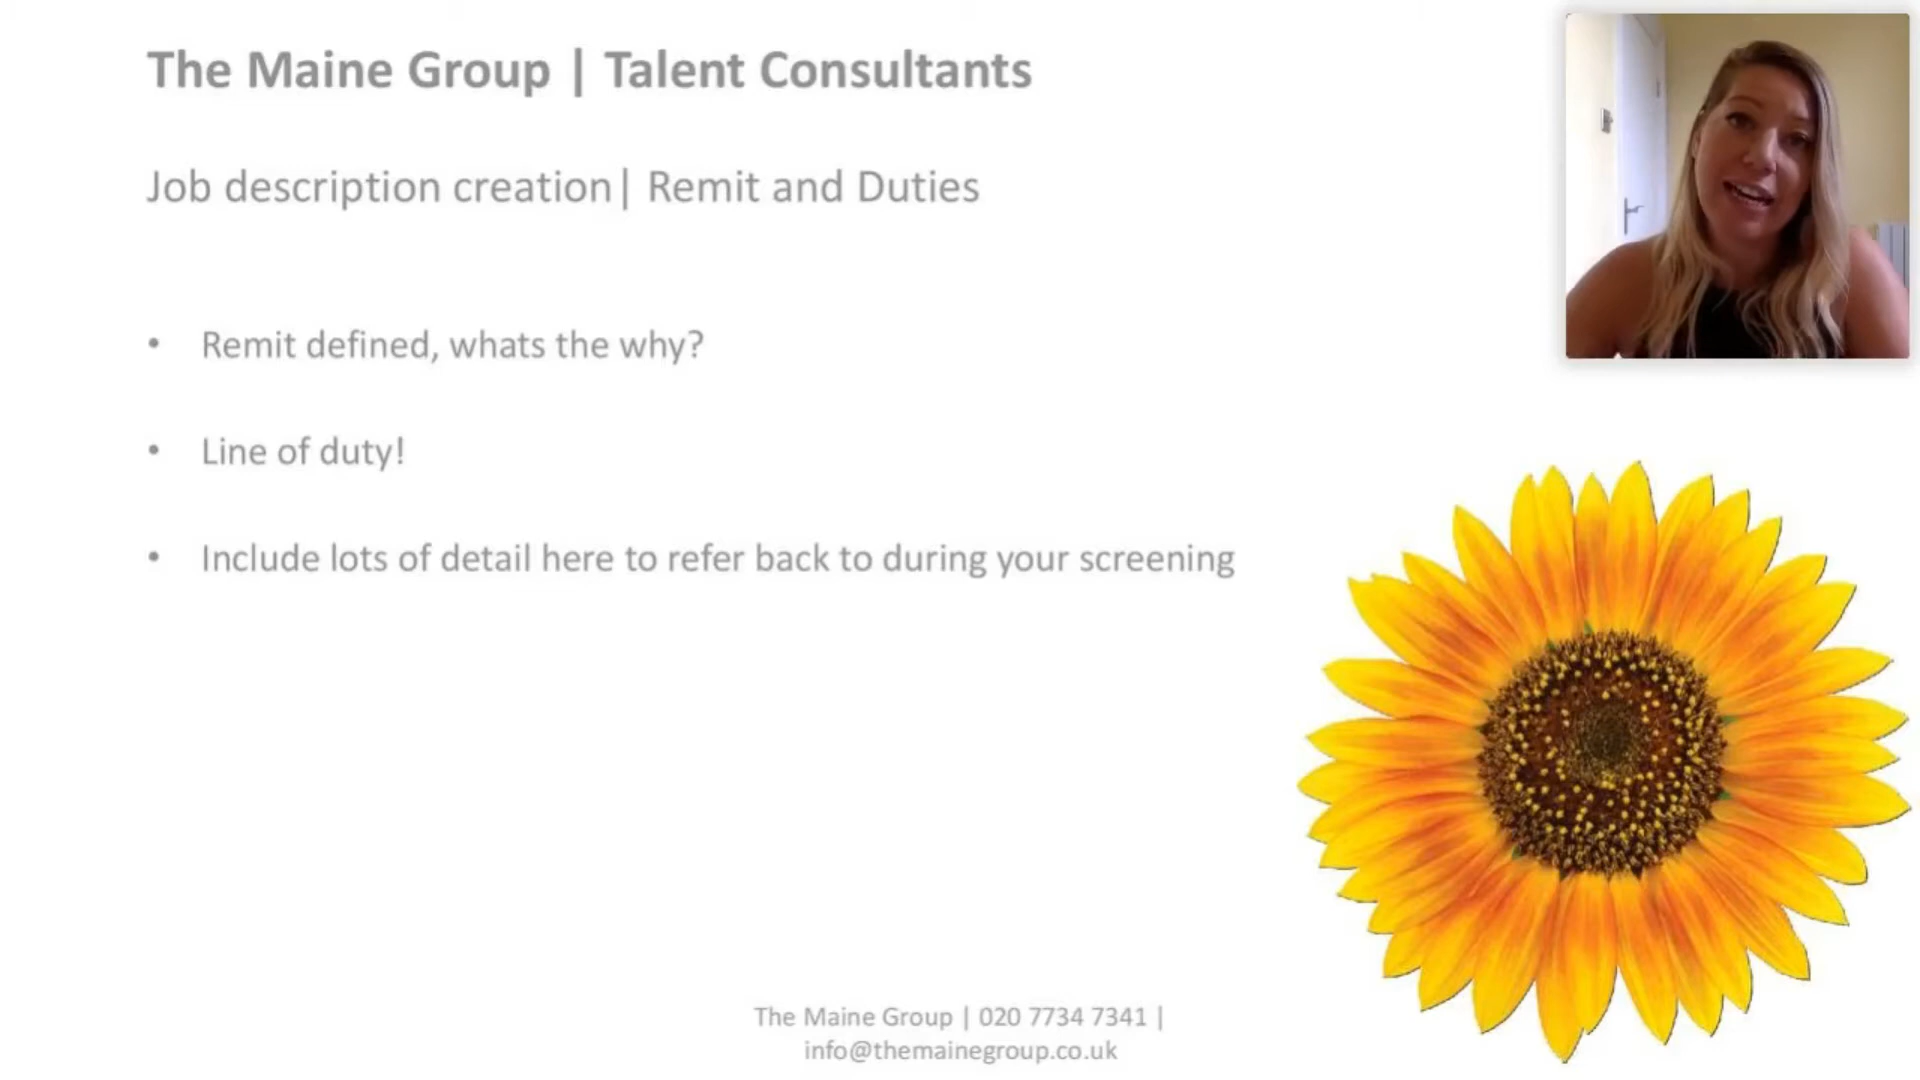 The Maine Group | Talent Consultants
Job description creation| Remit and Duties
• Remit defined, whats the why?
• Line of duty!
• Include lots of detail here to refer back to during your screening
The Maine Group | 020 7734 7341 |
info@themainegroup.co.uk